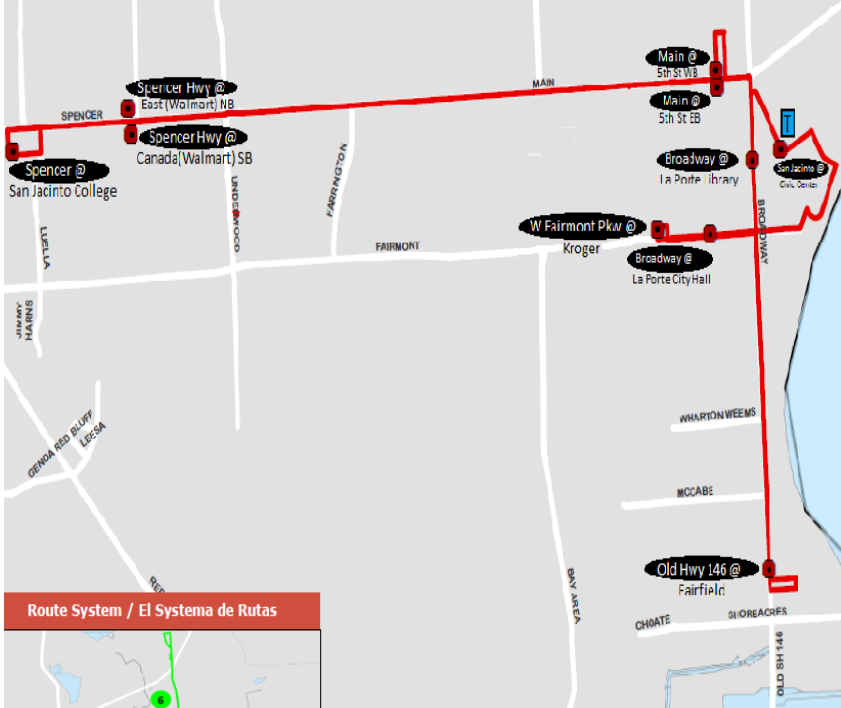 Main @
5th St WB
Main @
5th St EB
MAIN
Spencer Hwy @
East (Walmart) NB
SPENCER
Spencer Hwy @
Canada(Walmart) SB
Spencer @
San Jacinto College
T
Broadway @
La Porte Library
San Jacinto @
Civic Center
UNDERWOOD
FARRINGTON
LUELLA
BROADWAY
W Fairmont Pkw @
Kroger
FAIRMONT
Broadway @
La Porte City Hall
JIMMY
HARNS
WHARTON WEEMS
GENOA RED BLUFF
LEESA
MCCABE
Old Hwy 146 @
Fairfield
BAY AREA
RED
Route System / El Systema de Rutas
CHOATE
SHOREACRES
OLD SH 146
6